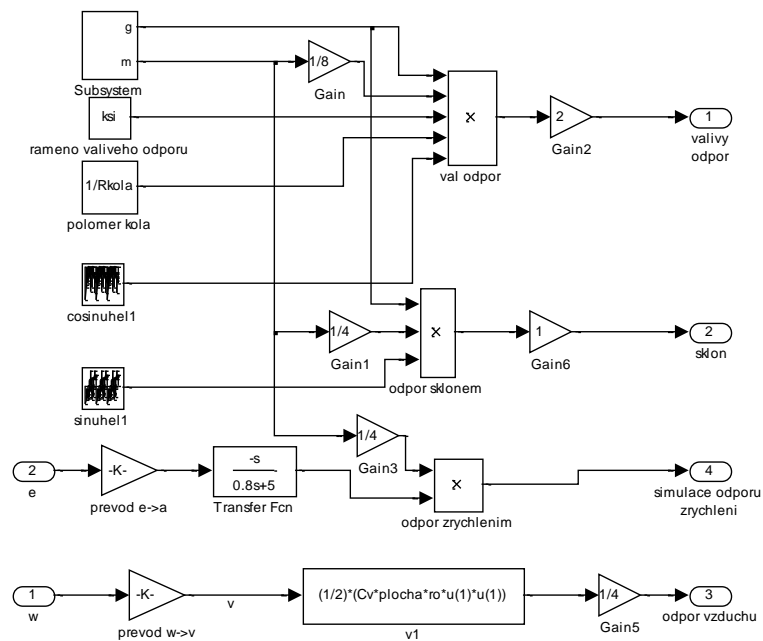 g
m
Subsystem
1/8
Gain
ksi
rameno valiveho odporu
x
val odpor
2
Gain2
1
valivy
odpor
1/Rkola
polomer kola
cosinuhel1
1/4
Gain1
x
odpor sklonem
1
Gain6
2
sklon
sinuhel1
1/4
Gain3
2
e
-K-
prevod e->a
-s
0.8s+5
Transfer Fcn
x
odpor zrychlenim
4
simulace odporu
zrychleni
1
w
-K-
prevod w->v
v
(1/2)*(Cv*plocha*ro*u(1)*u(1))
v1
1/4
Gain5
3
odpor vzduchu